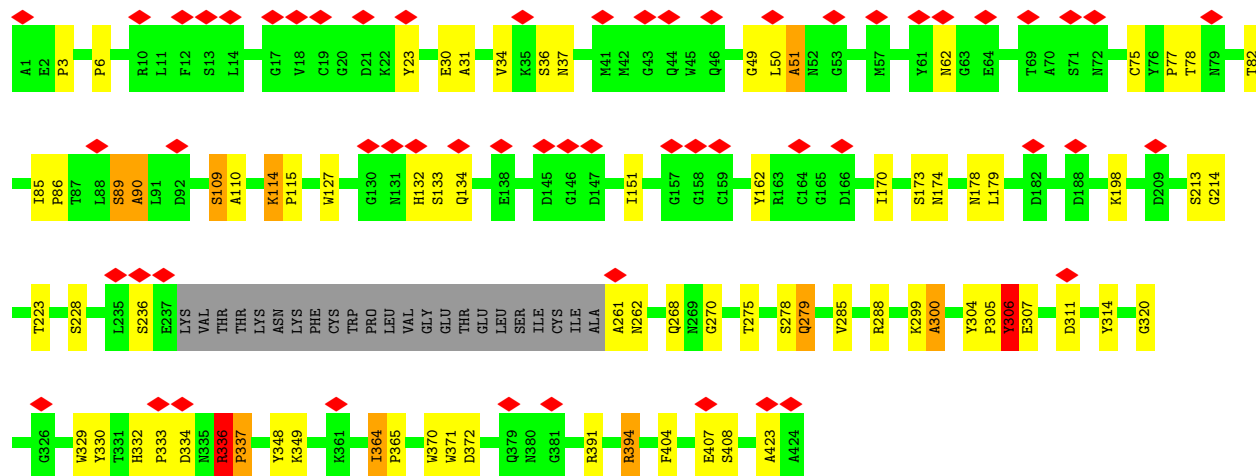 A1 E2 P3 P6 R10 L11 F12 S13 L14 G17 V18 C19 G20 D21 K22 Y23 E30 A31 V34 K35 S36 N37 M41 M42 G43 Q44 W45 Q46 G49 L50 A51 N52 G53 M57 Y61 N62 G63 E64 T69 A70 S71 N72 C75 Y76 P77 T78 N79 T82
I85 P86 T87 L88 S89 A90 L91 D92 S109 A110 K114 P115 W127 G130 N131 H132 S133 Q134 E138 D145 G146 D147 I151 G157 G158 C159 Y162 R163 C164 G165 D166 I170 S173 N174 N178 L179 D182 D188 K198 D209 S213 G214
T223 S228 L235 S236 E237 LYS VAL THR THR LYS ASN LYS PHE CYS TRP PRO LEU VAL GLY GLU THR GLU LEU SER ILE CYS ILE ALA A261 N262 Q268 N269 G270 T275 S278 Q279 V285 R288 K299 A300 Y304 P305 Y306 E307 D311 Y314 G320
G326 W329 Y330 T331 H332 P333 D334 N335 R336 P337 Y348 K349 K361 I364 P365 W370 W371 D372 Q379 N380 G381 R391 R394 F404 E407 S408 A423 A424